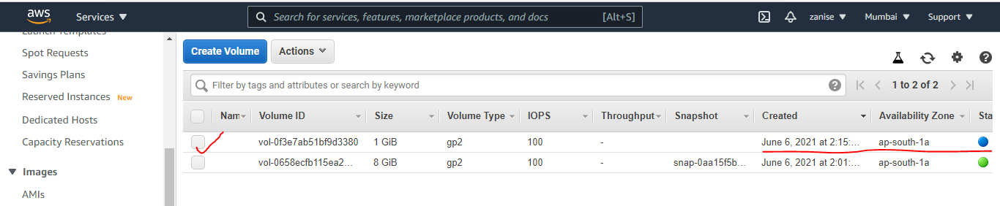 aws Services Search for services, features, marketplace products, and docs [Alt+S] zanise Mumbai Support
Launch Templates
Spot Requests
Savings Plans
Reserved Instances New
Dedicated Hosts
Capacity Reservations
Images
AMIs
Create Volume Actions
Filter by tags and attributes or search by keyword 1 to 2 of 2
Nam Volume ID Size Volume Type IOPS Throughput Snapshot Created Availability Zone Sta
vol-0f3e7ab51bf9d3380 1 GiB gp2 100 - June 6, 2021 at 2:15:... ap-south-1a
vol-0658ecfb115ea2... 8 GiB gp2 100 - snap-0aa15f5b... June 6, 2021 at 2:01:... ap-south-1a